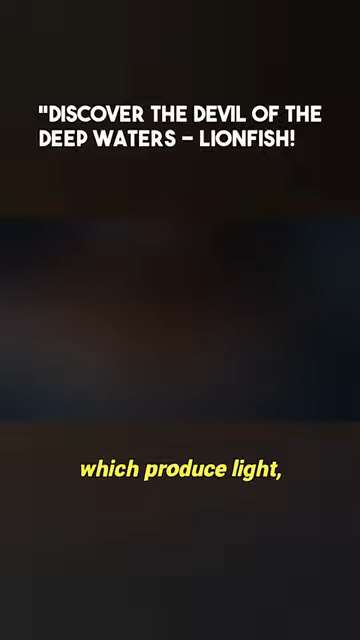 "DISCOVER THE DEVIL OF THE
DEEP WATERS - LIONFISH!
which produce light,